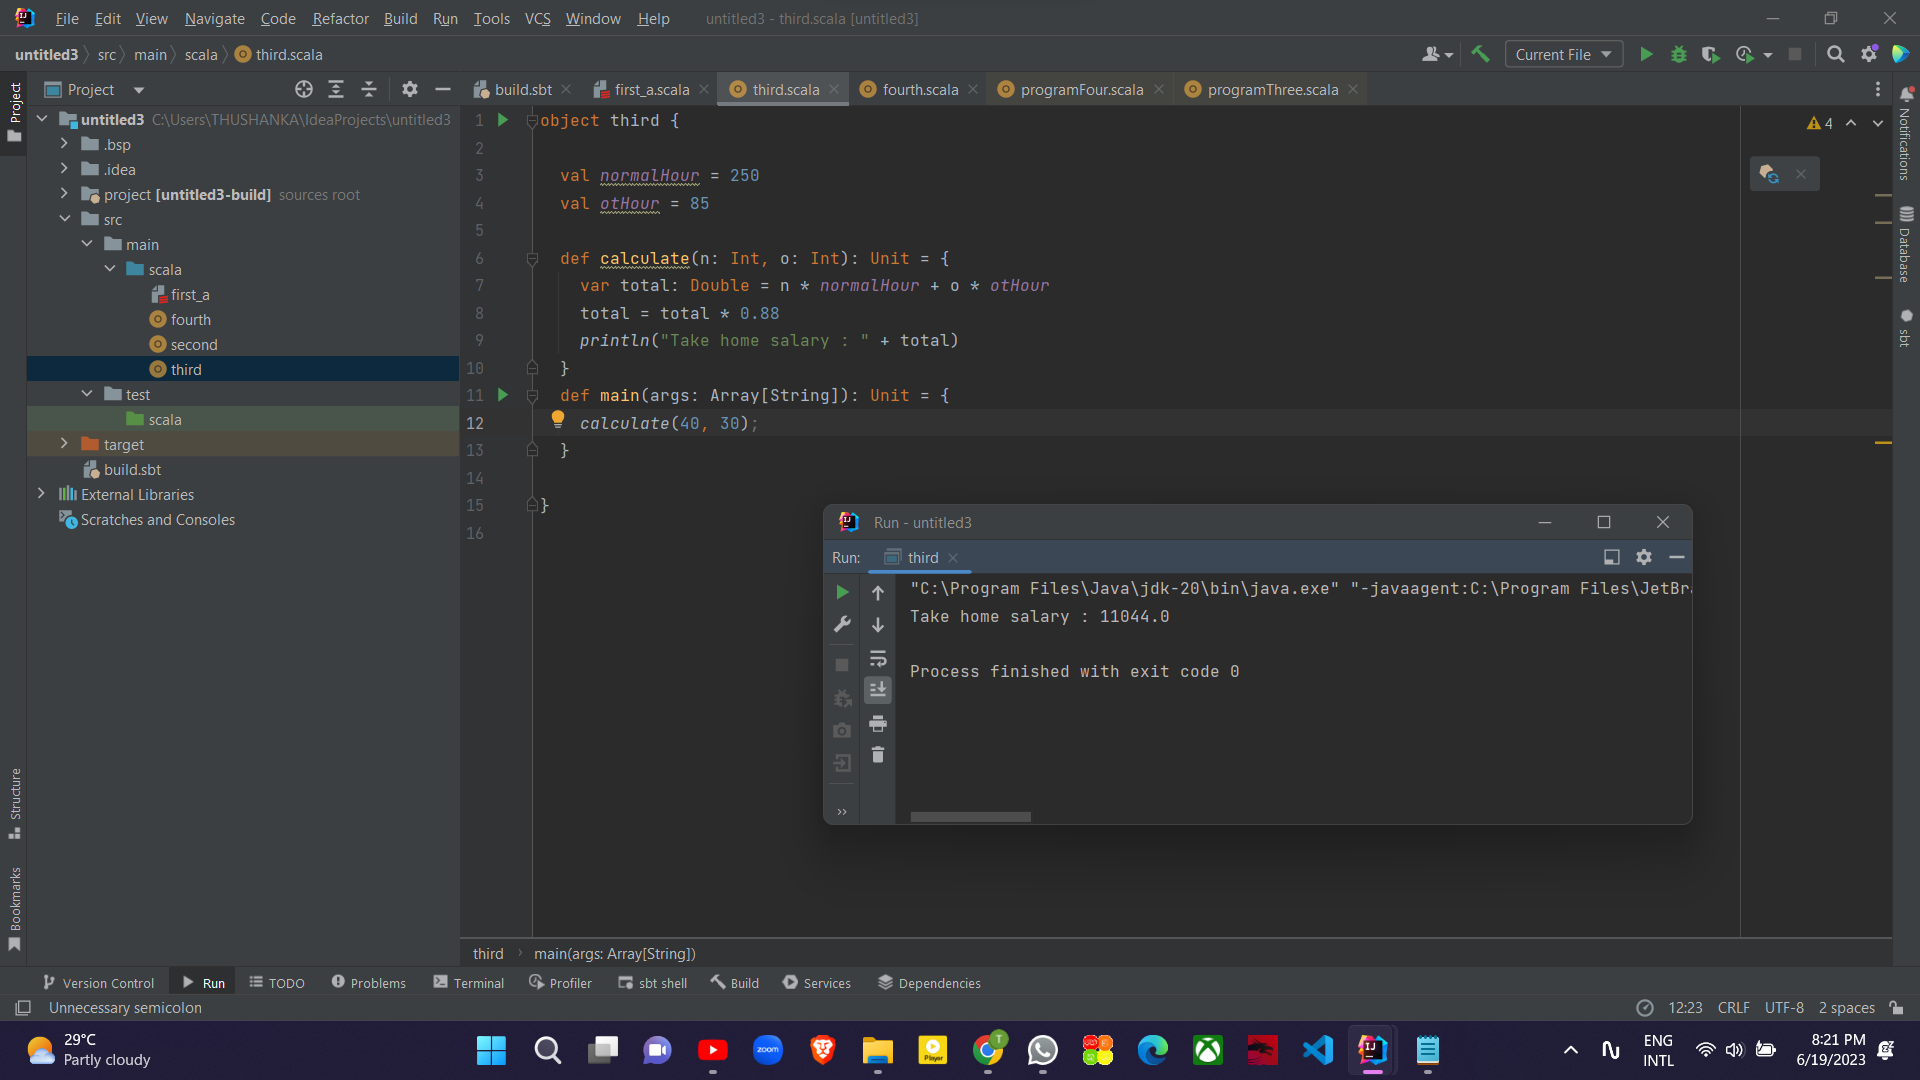 File Edit View Navigate Code Refactor Build Run Tools VCS Window Help untitled3 - third.scala [untitled3]
untitled3 src main scala third.scala
Current File
Project
build.sbt first_a.scala third.scala fourth.scala programFour.scala programThree.scala
Project
untitled3 C:\Users\THUSHANKA\IdeaProjects\untitled3
.bsp
.idea
project [untitled3-build] sources root
src
main
scala
first_a
fourth
second
third
test
scala
target
build.sbt
External Libraries
Scratches and Consoles
Structure
Bookmarks
1 object third {
2
3 val normalHour = 250
4 val otHour = 85
5
6 def calculate(n: Int, o: Int): Unit = {
7 var total: Double = n * normalHour + o * otHour
8 total = total * 0.88
9 println("Take home salary : " + total)
10 }
11 def main(args: Array[String]): Unit = {
12 calculate(40, 30);
13 }
14
15 }
16
4
Notifications
Database
sbt
Run - untitled3
Run: third
"C:\Program Files\Java\jdk-20\bin\java.exe" "-javaagent:C:\Program Files\JetBra
Take home salary : 11044.0
Process finished with exit code 0
third main(args: Array[String])
Version Control Run TODO Problems Terminal Profiler sbt shell Build Services Dependencies
Unnecessary semicolon 12:23 CRLF UTF-8 2 spaces
29°C
Partly cloudy
zoom
Player
T
ENG
INTL
8:21 PM
6/19/2023